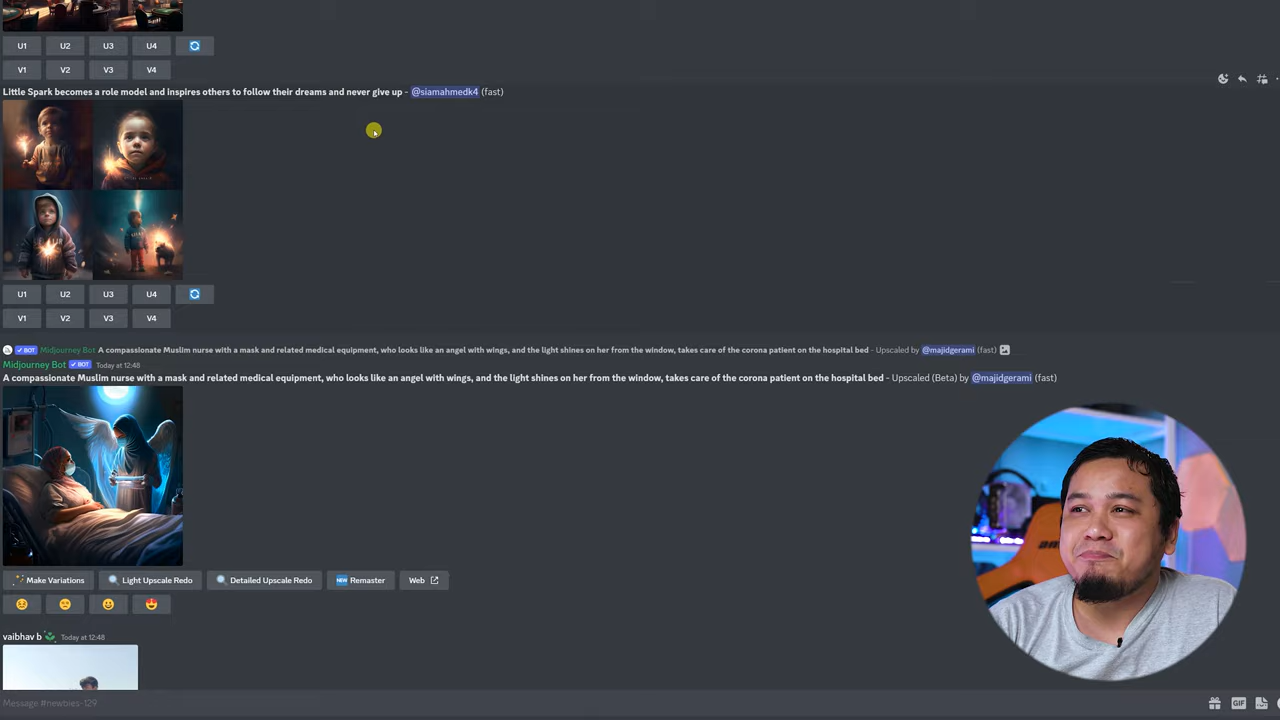 U1 U2 U3 U4
V1 V2 V3 V4
Little Spark becomes a role model and inspires others to follow their dreams and never give up - @siamahmedk4 (fast)
U1 U2 U3 U4
V1 V2 V3 V4
BOT Midjourney Bot A compassionate Muslim nurse with a mask and related medical equipment, who looks like an angel with wings, and the light shines on her from the window, takes care of the corona patient on the hospital bed - Upscaled by @majidgerami (fast)
Midjourney Bot BOT Today at 12:48
A compassionate Muslim nurse with a mask and related medical equipment, who looks like an angel with wings, and the light shines on her from the window, takes care of the corona patient on the hospital bed - Upscaled (Beta) by @majidgerami (fast)
Make Variations Light Upscale Redo Detailed Upscale Redo NEW Remaster Web
vaibhav b Today at 12:48
Message #newbies-129
GIF